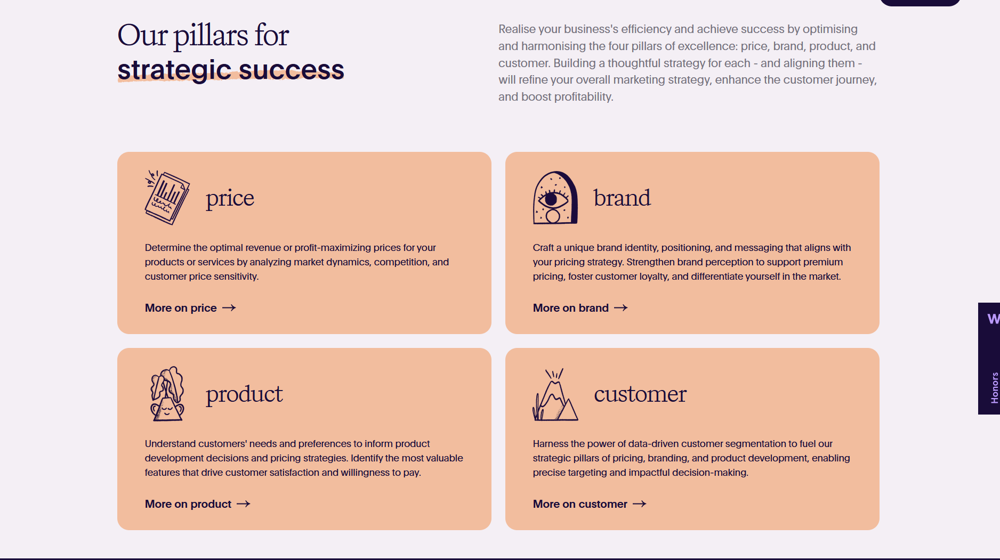 Our pillars for
strategic success
Realise your business's efficiency and achieve success by optimising
and harmonising the four pillars of excellence: price, brand, product, and
customer. Building a thoughtful strategy for each - and aligning them -
will refine your overall marketing strategy, enhance the customer journey,
and boost profitability.
price
Determine the optimal revenue or profit-maximizing prices for your
products or services by analyzing market dynamics, competition, and
customer price sensitivity.
More on price
brand
Craft a unique brand identity, positioning, and messaging that aligns with
your pricing strategy. Strengthen brand perception to support premium
pricing, foster customer loyalty, and differentiate yourself in the market.
More on brand
product
Understand customers' needs and preferences to inform product
development decisions and pricing strategies. Identify the most valuable
features that drive customer satisfaction and willingness to pay.
More on product
customer
Harness the power of data-driven customer segmentation to fuel our
strategic pillars of pricing, branding, and product development, enabling
precise targeting and impactful decision-making.
More on customer
W
Honors